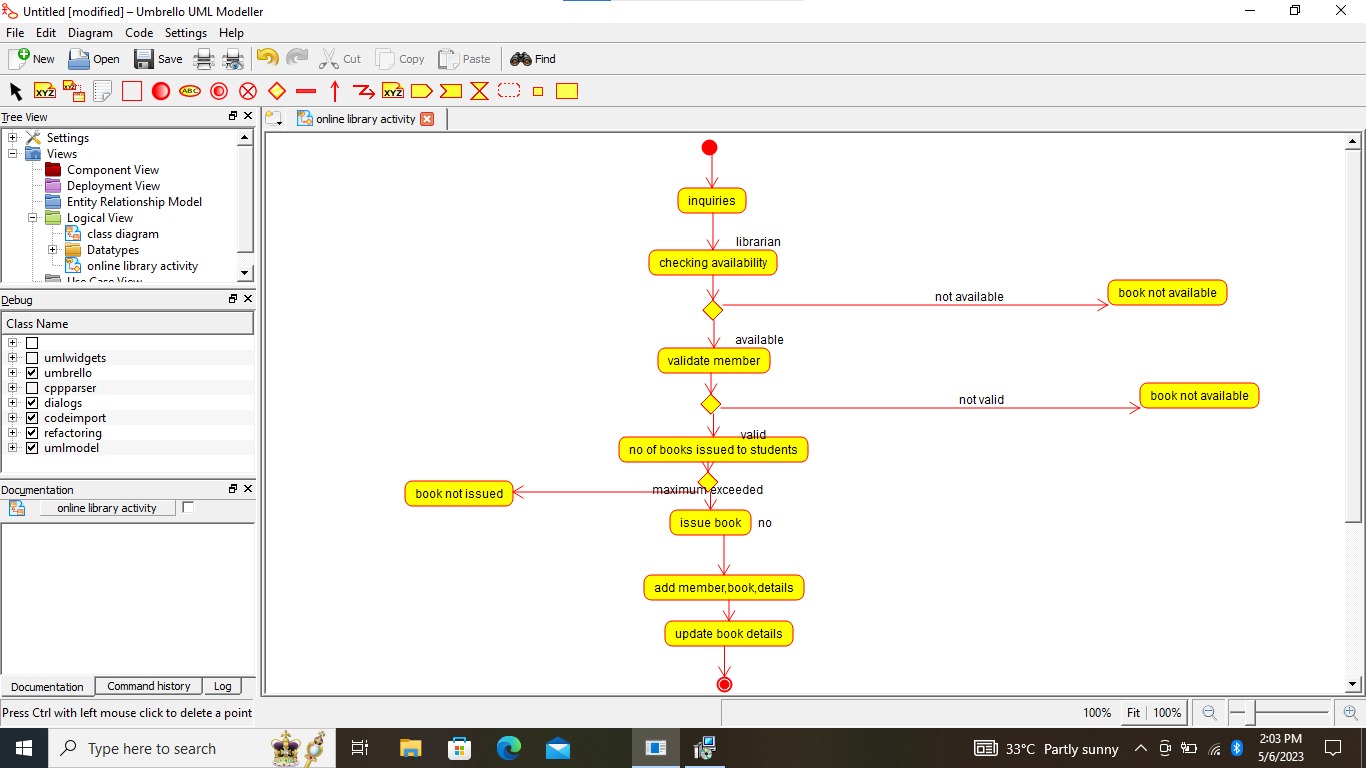 Untitled [modified] – Umbrello UML Modeller
File Edit Diagram Code Settings Help
New Open Save Cut Copy Paste Find
XYZ XYZ ABC XYZ
Tree View
online library activity
Settings
Views
Component View
Deployment View
Entity Relationship Model
Logical View
class diagram
Datatypes
online library activity
Use Case View
Debug
Class Name
umlwidgets
umbrello
cppparser
dialogs
codeimport
refactoring
umlmodel
Documentation
online library activity
Documentation Command history Log
inquiries
librarian
checking availability
not available
book not available
available
validate member
not valid
book not available
valid
no of books issued to students
maximum exceeded
book not issued
issue book
no
add member,book,details
update book details
Press Ctrl with left mouse click to delete a point
100% Fit 100%
Type here to search
33°C Partly sunny
2:03 PM
5/6/2023